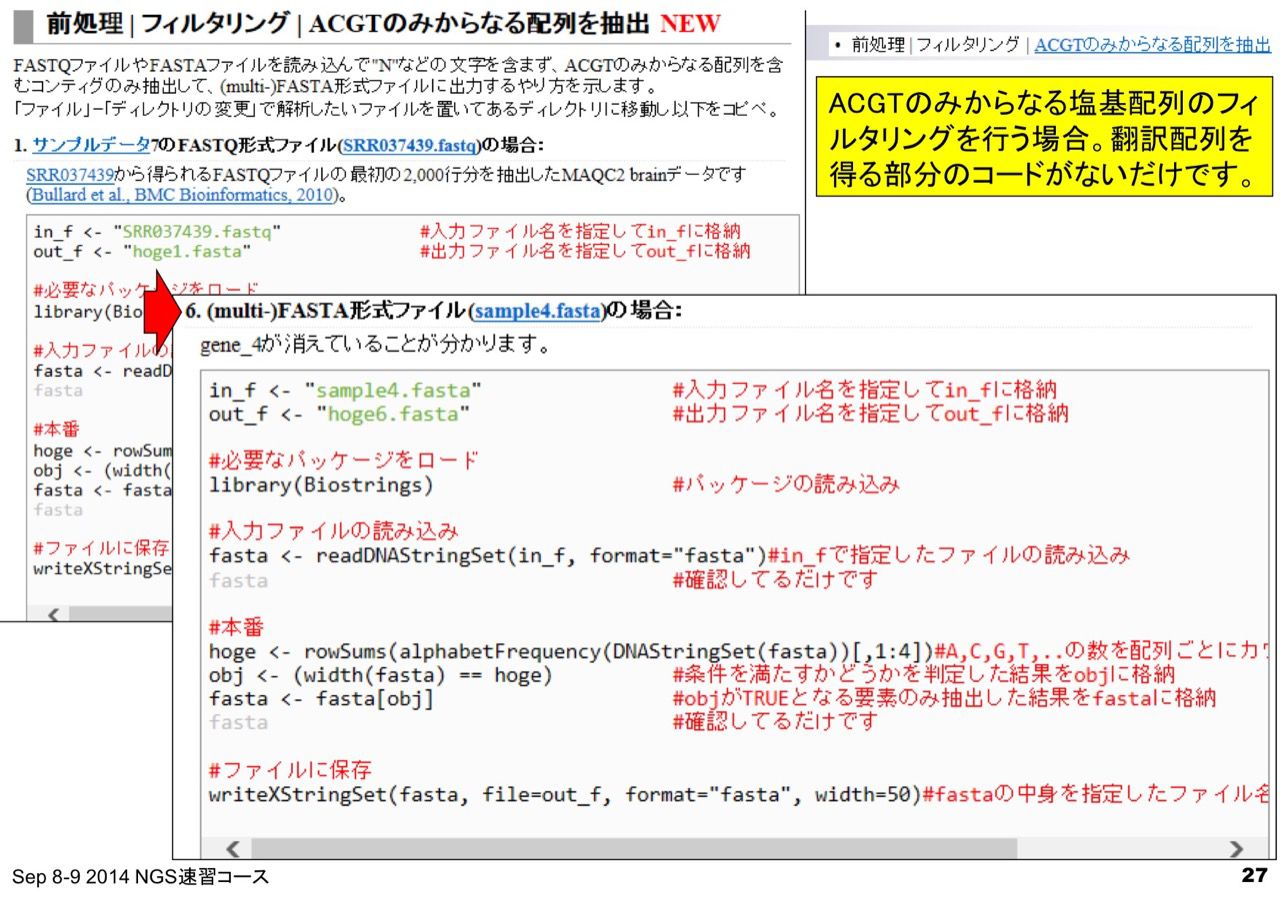 前処理 | フィルタリング | ACGTのみからなる配列を抽出 NEW
FASTQファイルやFASTAファイルを読み込んで"N"などの文字を含まず、ACGTのみからなる配列を含
むコンティグのみ抽出して、(multi-)FASTA形式ファイルに出力するやり方を示します。
「ファイル」-「ディレクトリの変更」で解析したいファイルを置いてあるディレクトリに移動し以下をコピペ。
1. サンプルデータ7のFASTQ形式ファイル(SRR037439.fastq)の場合:
SRR037439から得られるFASTQファイルの最初の2,000行分を抽出したMAQC2 brainデータです
(Bullard et al., BMC Bioinformatics, 2010)。
in_f <- "SRR037439.fastq" #入力ファイル名を指定してin_fに格納
out_f <- "hoge1.fasta" #出力ファイル名を指定してout_fに格納
#必要なパッケージをロード
library(Bio
#入力ファイルの
fasta <- readD
fasta
#本番
hoge <- rowSum
obj <- (width(
fasta <- fasta
fasta
#ファイルに保存
writeXStringSe
• 前処理 | フィルタリング | ACGTのみからなる配列を抽出
ACGTのみからなる塩基配列のフィ
ルタリングを行う場合。翻訳配列を
得る部分のコードがないだけです。
6. (multi-)FASTA形式ファイル(sample4.fasta)の場合:
gene_4が消えていることが分かります。
in_f <- "sample4.fasta" #入力ファイル名を指定してin_fに格納
out_f <- "hoge6.fasta" #出力ファイル名を指定してout_fに格納
#必要なパッケージをロード
library(Biostrings) #パッケージの読み込み
#入力ファイルの読み込み
fasta <- readDNAStringSet(in_f, format="fasta")#in_fで指定したファイルの読み込み
fasta #確認してるだけです
#本番
hoge <- rowSums(alphabetFrequency(DNAStringSet(fasta))[,1:4])#A,C,G,T,..の数を配列ごとにカ
obj <- (width(fasta) == hoge) #条件を満たすかどうかを判定した結果をobjに格納
fasta <- fasta[obj] #objがTRUEとなる要素のみ抽出した結果をfastaに格納
fasta #確認してるだけです
#ファイルに保存
writeXStringSet(fasta, file=out_f, format="fasta", width=50)#fastaの中身を指定したファイル名
Sep 8-9 2014 NGS速習コース
27